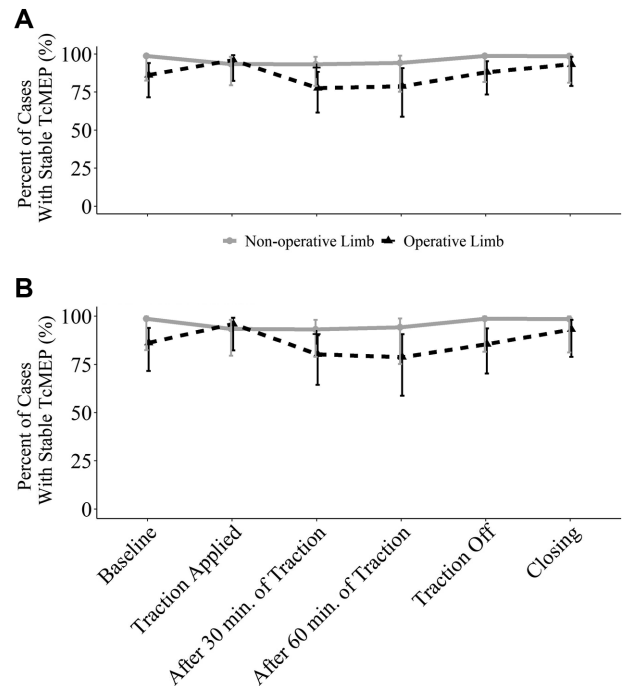 A
Percent of Cases
With Stable TcMEP (%)
100
75
50
25
0
Non-operative Limb
Operative Limb
B
Percent of Cases
With Stable TcMEP (%)
100
75
50
25
0
Baseline
Traction Applied
After 30 min. of Traction
After 60 min. of Traction
Traction Off
Closing